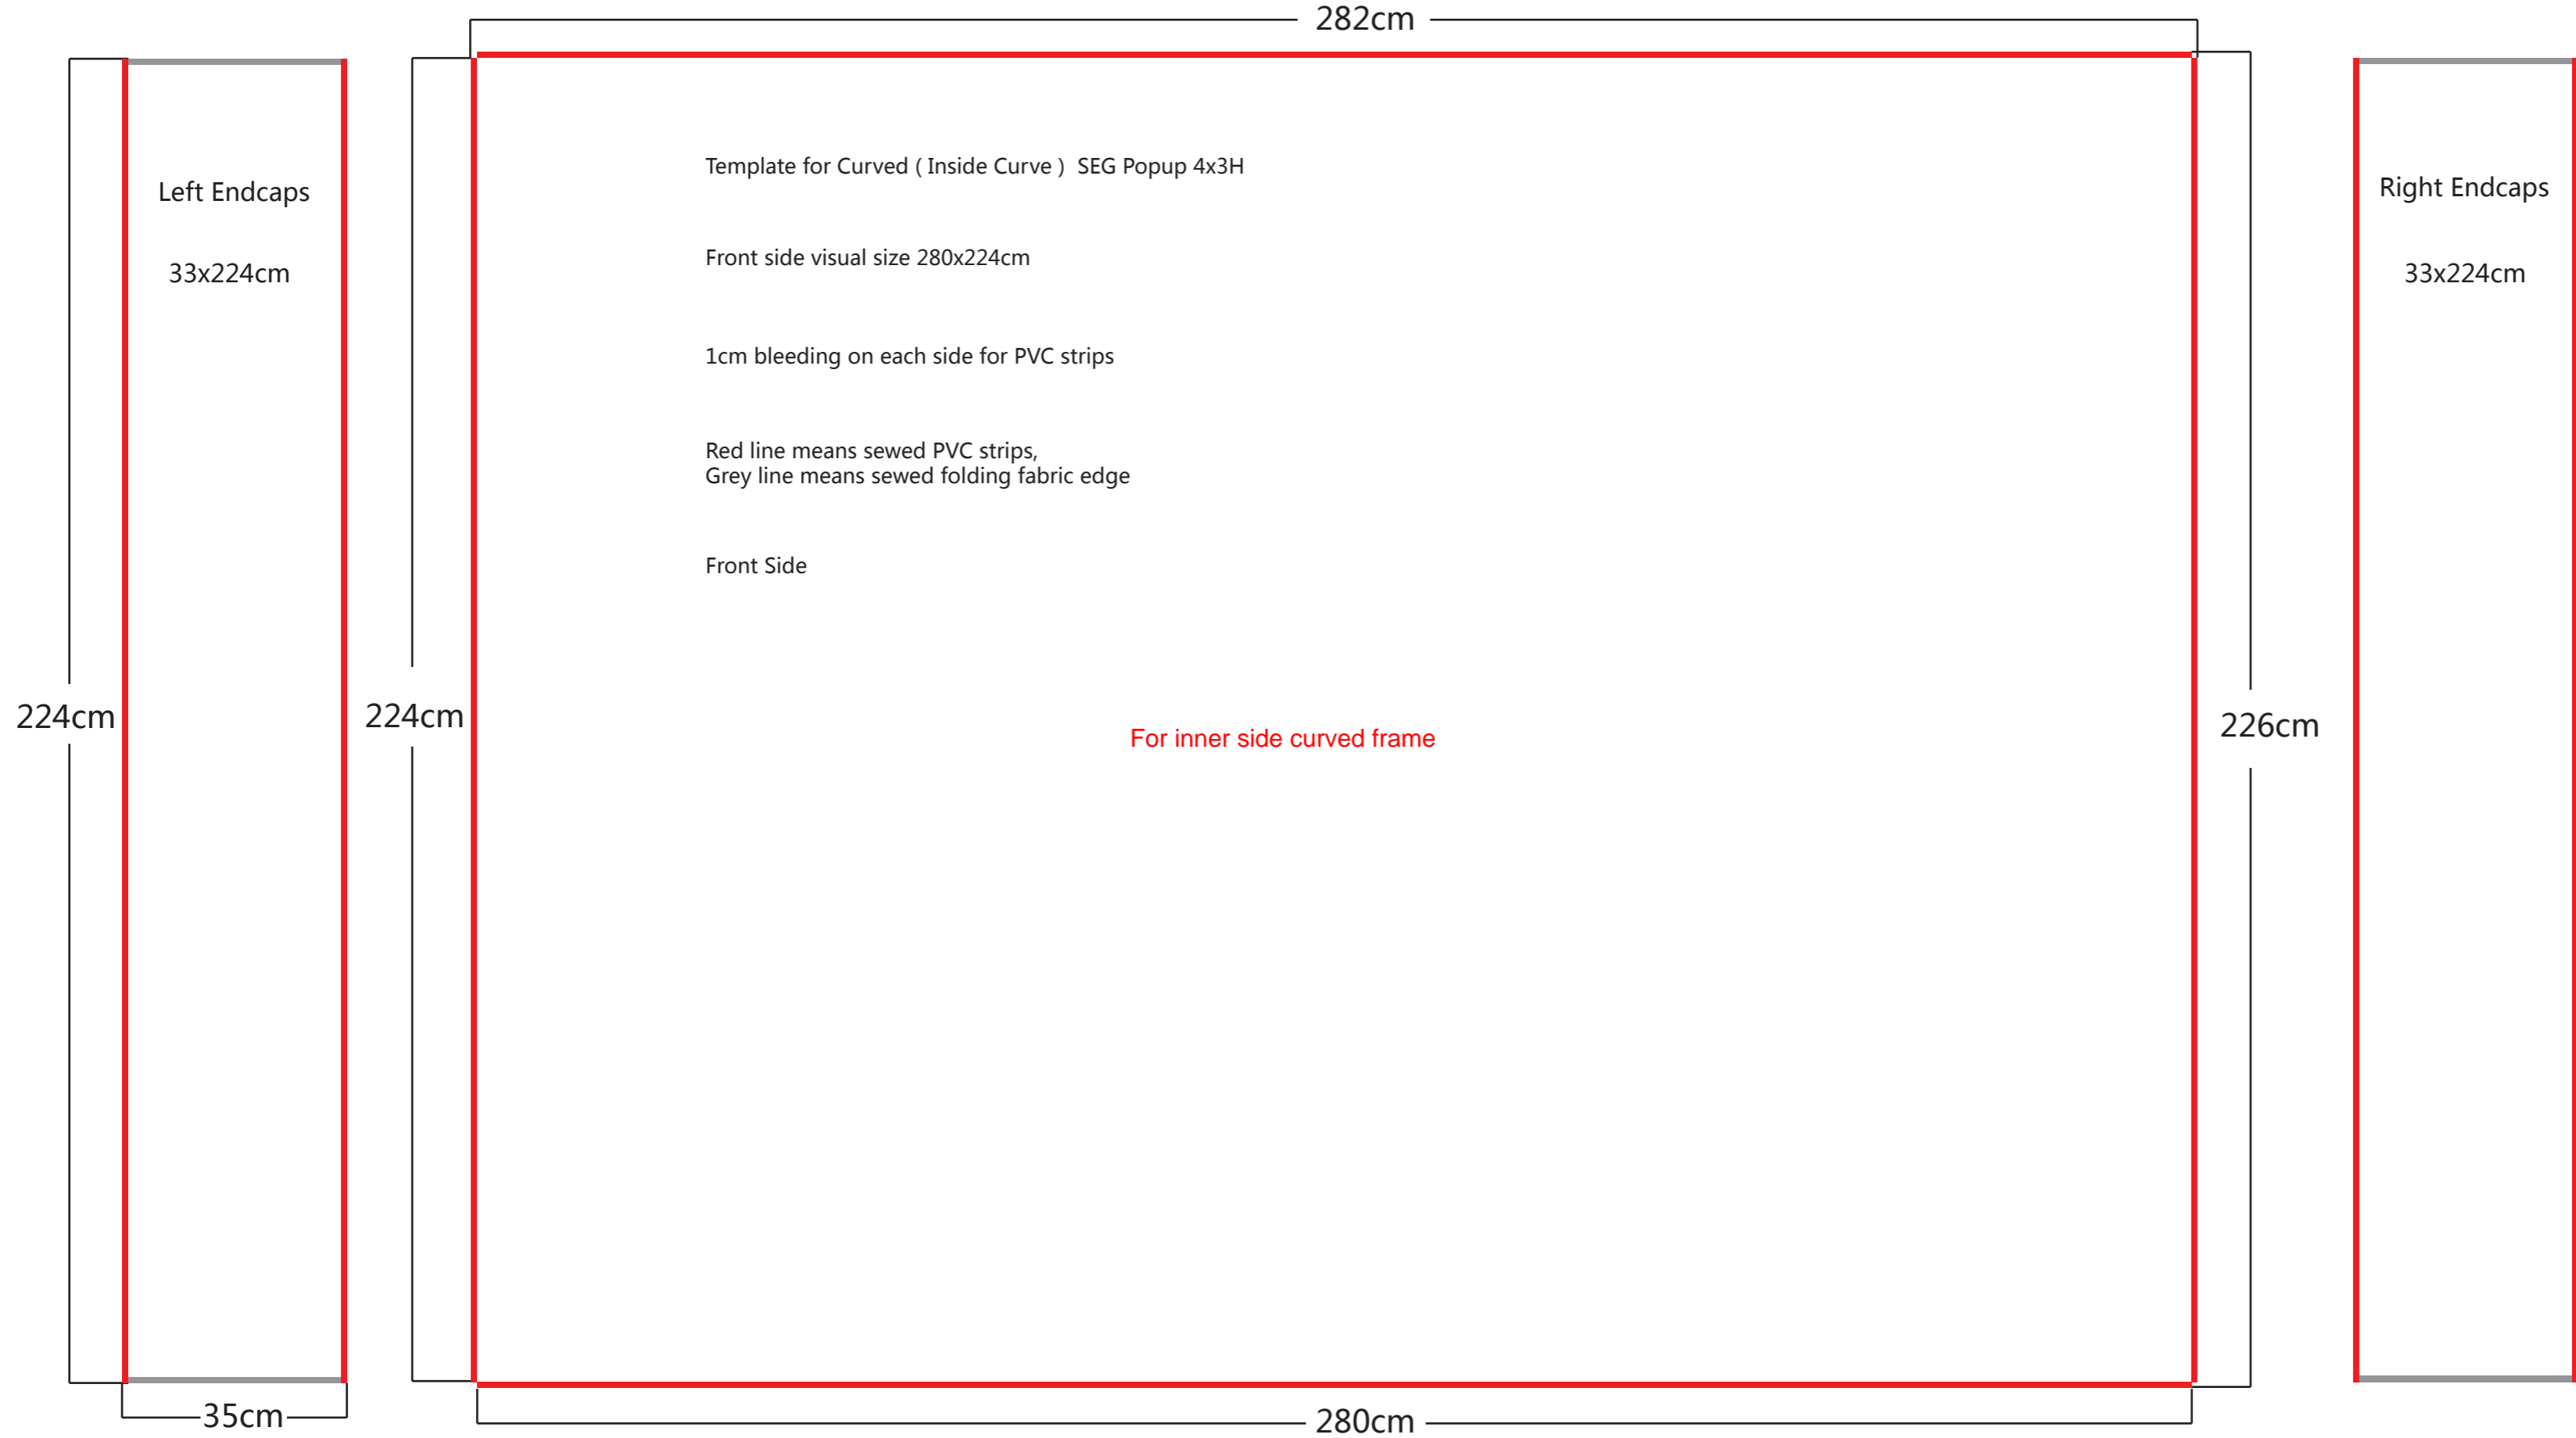 282cm
Left Endcaps
33x224cm
Template for Curved ( Inside Curve ) SEG Popup 4x3H
Front side visual size 280x224cm
1cm bleeding on each side for PVC strips
Red line means sewed PVC strips,
Grey line means sewed folding fabric edge
Front Side
Right Endcaps
33x224cm
224cm
224cm
For inner side curved frame
226cm
35cm
280cm